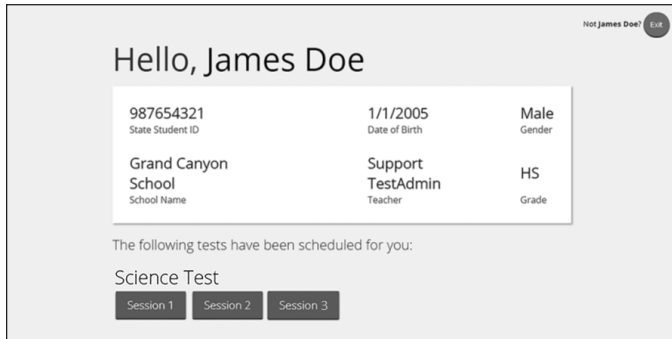 Not James Doe? Exit
Hello, James Doe
987654321 1/1/2005 Male
State Student ID Date of Birth Gender
Grand Canyon Support HS
School TestAdmin
School Name Teacher Grade
The following tests have been scheduled for you:
Science Test
Session 1 Session 2 Session 3